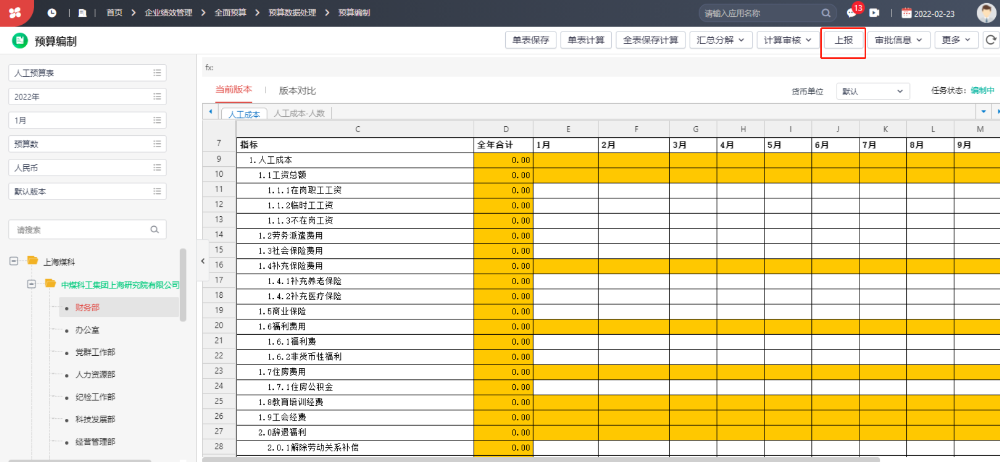 首页 企业绩效管理 全面预算 预算数据处理 预算编制 请输入应用名称 13 2022-02-23
预算编制 单表保存 单表计算 全表保存计算 汇总分解 计算审核 上报 审批信息 更多
人工预算表
2022年
1月
预算数
人民币
默认版本
请搜索
上海煤科
中煤科工集团上海研究院有限公司
财务部
办公室
党群工作部
人力资源部
纪检工作部
科技发展部
经营管理部
fx:
当前版本 版本对比 货币单位 默认 任务状态: 编制中
人工成本 人工成本-人数
C D E F G H I J K L M
7 指标 全年合计 1月 2月 3月 4月 5月 6月 7月 8月 9月
9 1.人工成本 0.00
10 1.1工资总额 0.00
11 1.1.1在岗职工工资 0.00
12 1.1.2临时工工资 0.00
13 1.1.3不在岗工资 0.00
14 1.2劳务派遣费用 0.00
15 1.3社会保险费用 0.00
16 1.4补充保险费用 0.00
17 1.4.1补充养老保险 0.00
18 1.4.2补充医疗保险 0.00
19 1.5商业保险 0.00
20 1.6福利费用 0.00
21 1.6.1福利费 0.00
22 1.6.2非货币性福利 0.00
23 1.7住房费用 0.00
24 1.7.1住房公积金 0.00
25 1.8教育培训经费 0.00
26 1.9工会经费 0.00
27 2.0辞退福利 0.00
28 2.0.1解除劳动关系补偿 0.00